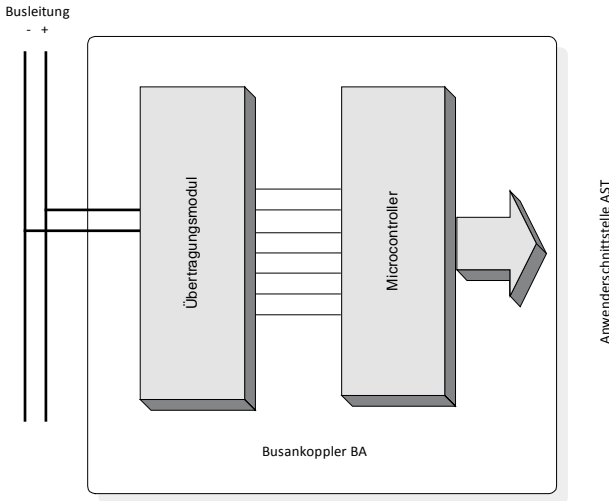 Busleitung
- +
Übertragungsmodul
Microcontroller
Anwenderschnittstelle AST
Busankoppler BA